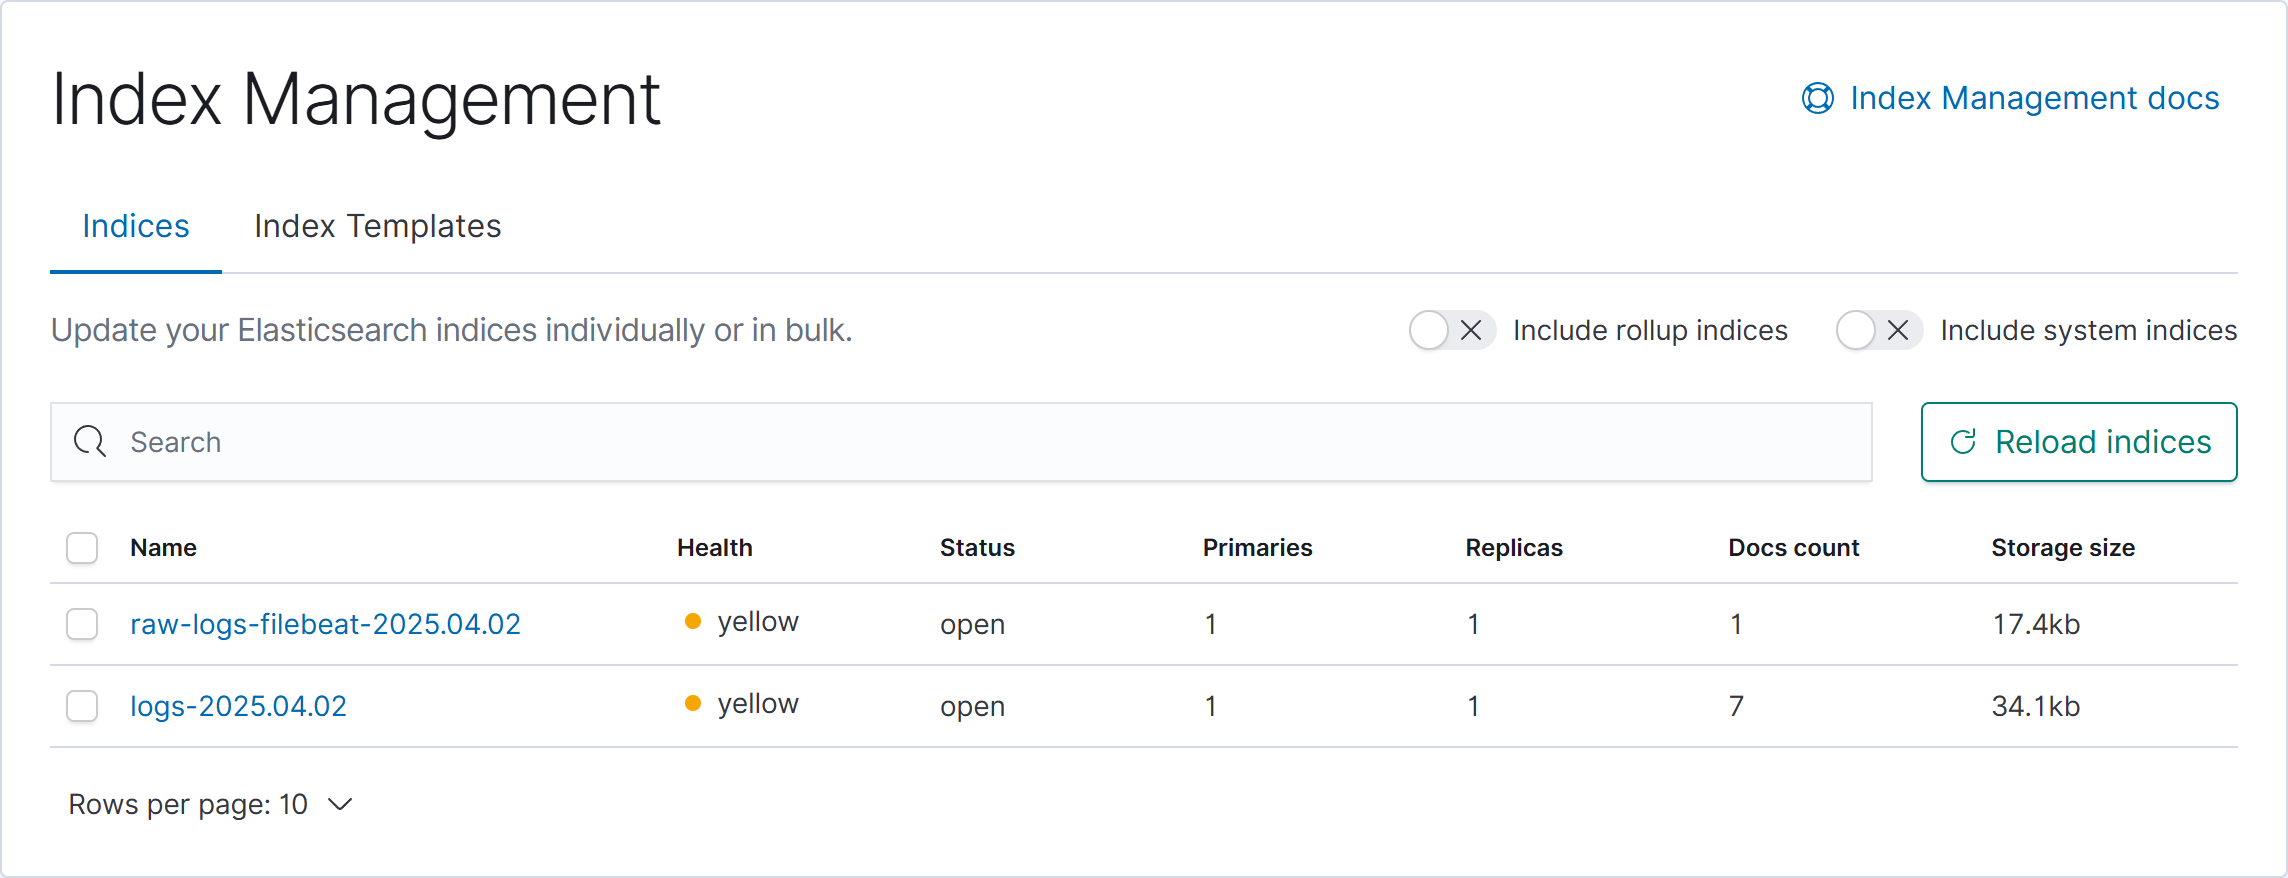 Index Management
Index Management docs
Indices Index Templates
Update your Elasticsearch indices individually or in bulk. Include rollup indices Include system indices
Search Reload indices
Name Health Status Primaries Replicas Docs count Storage size
raw-logs-filebeat-2025.04.02 yellow open 1 1 1 17.4kb
logs-2025.04.02 yellow open 1 1 7 34.1kb
Rows per page: 10